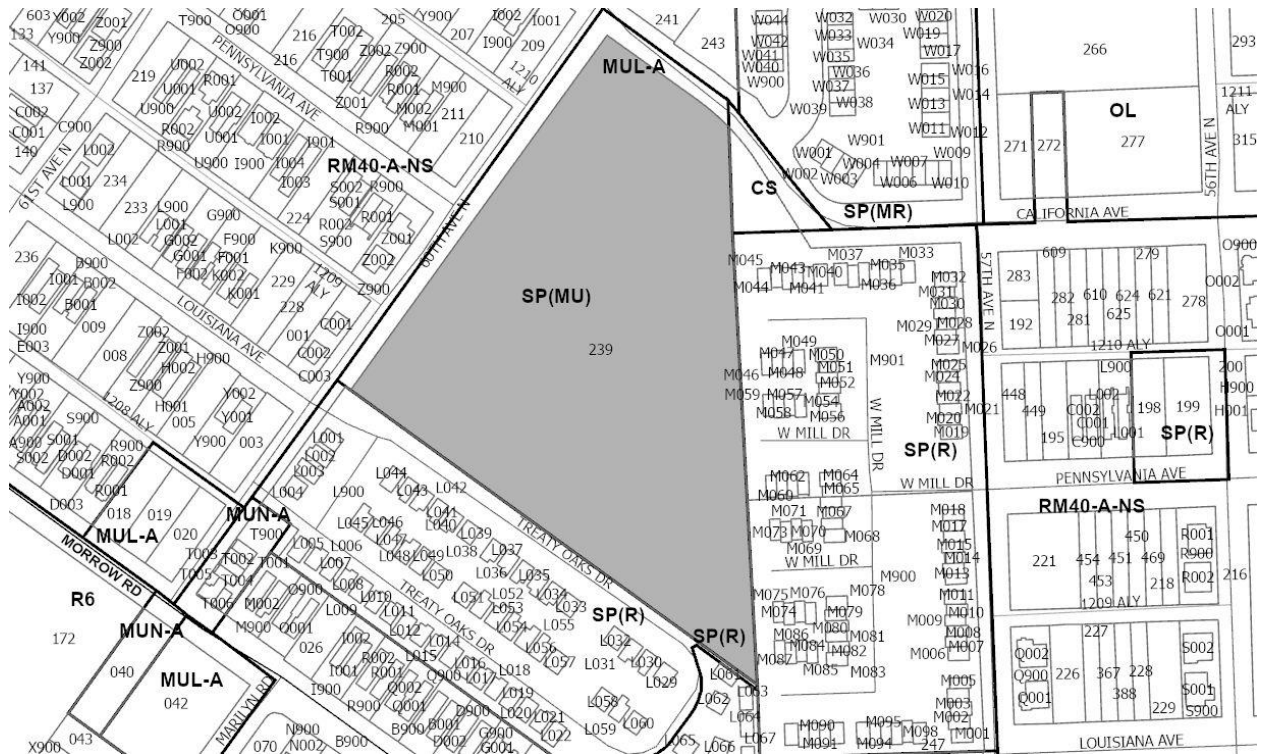 603
Y002
Y900
Z001
Z900
Z002
133
141
137
C002
C001
140
C900
L002
L001
L900
234
61ST AVE N
T900
O001
O900
PENNSYLVANIA AVE
219
U002
U001
R001
U900
R002
R900
U002
U001
U900
I002
I001
I900
I004
I003
I901
216
216
T002
T900
T001
205
Z002
Z900
Z001
Y900
R002
R001
R900
207
I002
I900
I001
209
1210 ALY
M900
M002
M001
211
210
RM40-A-NS
S002
S001
R900
R002
S900
R001
Z001
Z002
Z900
224
233
L900
L001
L002
G900
G002
G001
F900
F001
F002
K900
K002
K001
229
228
1209 ALY
60TH AVE N
236
I001
I002
I900
E003
B900
B002
B001
009
LOUISIANA AVE
001
C001
C002
C003
008
Z002
Z001
Z900
H900
H002
H001
005
Y002
Y001
Y900
003
1208 ALY
Y900
Y002
A002
A001
A900
S900
S001
S002
D002
D001
R900
R002
R001
D003
018
019
020
MUL-A
MORROW RD
R6
172
040
043
X900
MUN-A
MUL-A
042
MARILYN RD
070
N900
N002
B900
MUN-A
T900
T003
T002
T001
T005
T004
T006
M002
M900
O900
O001
026
L001
L002
L003
L004
L900
L005
L006
L007
L008
L009
L010
L011
L012
L014
L015
L016
L018
L019
L020
L021
L022
TREATY OAKS DR
TREATY OAKS DR
L044
L043
L042
L041
L040
L045
L046
L047
L048
L049
L050
L039
L038
L037
L036
L035
L034
L033
L051
L052
L053
L054
L055
L056
L057
L032
L031
L030
L029
L058
L059
L060
SP(R)
SP(R)
L061
L062
L063
L064
L065
L066
L067
I002
I001
I900
R002
R001
R900
Q900
Q002
Q001
B900
B002
B001
D900
G900
G002
G001
SP(MU)
239
MUL-A
241
243
CS
SP(MR)
W044
W042
W041
W040
W900
W032
W033
W035
W036
W037
W038
W039
W030
W034
W020
W019
W017
W016
W015
W014
W013
W012
W011
W009
W901
W001
W002
W003
W004
W007
W006
W010
266
293
271
272
OL
277
1211 ALY
315
56TH AVE N
CALIFORNIA AVE
M045
M044
M043
M041
M040
M037
M035
M036
M033
M032
M031
M030
M029
M028
M027
M026
M025
M024
M022
M021
M020
M019
M901
M049
M047
M046
M048
M050
M051
M052
M059
M058
M057
M054
M056
W MILL DR
W MILL DR
W MILL DR
W MILL DR
SP(R)
M062
M060
M064
M065
M071
M073
M070
M067
M068
M069
M075
M074
M076
M078
M079
M080
M081
M082
M083
M084
M085
M086
M087
M900
M018
M017
M015
M014
M013
M011
M010
M009
M008
M007
M006
M005
M003
M002
M001
M090
M091
M095
M094
M098
247
57TH AVE N
283
192
609
282
281
610
625
624
279
621
278
O900
O002
O001
1210 ALY
448
449
195
C002
C001
C900
L900
L002
L001
198
199
SP(R)
200
H900
H001
PENNSYLVANIA AVE
RM40-A-NS
221
454
453
450
451
469
218
R001
R900
R002
216
1209 ALY
Q002
Q900
Q001
226
227
367
388
228
229
S002
S001
S900
LOUISIANA AVE